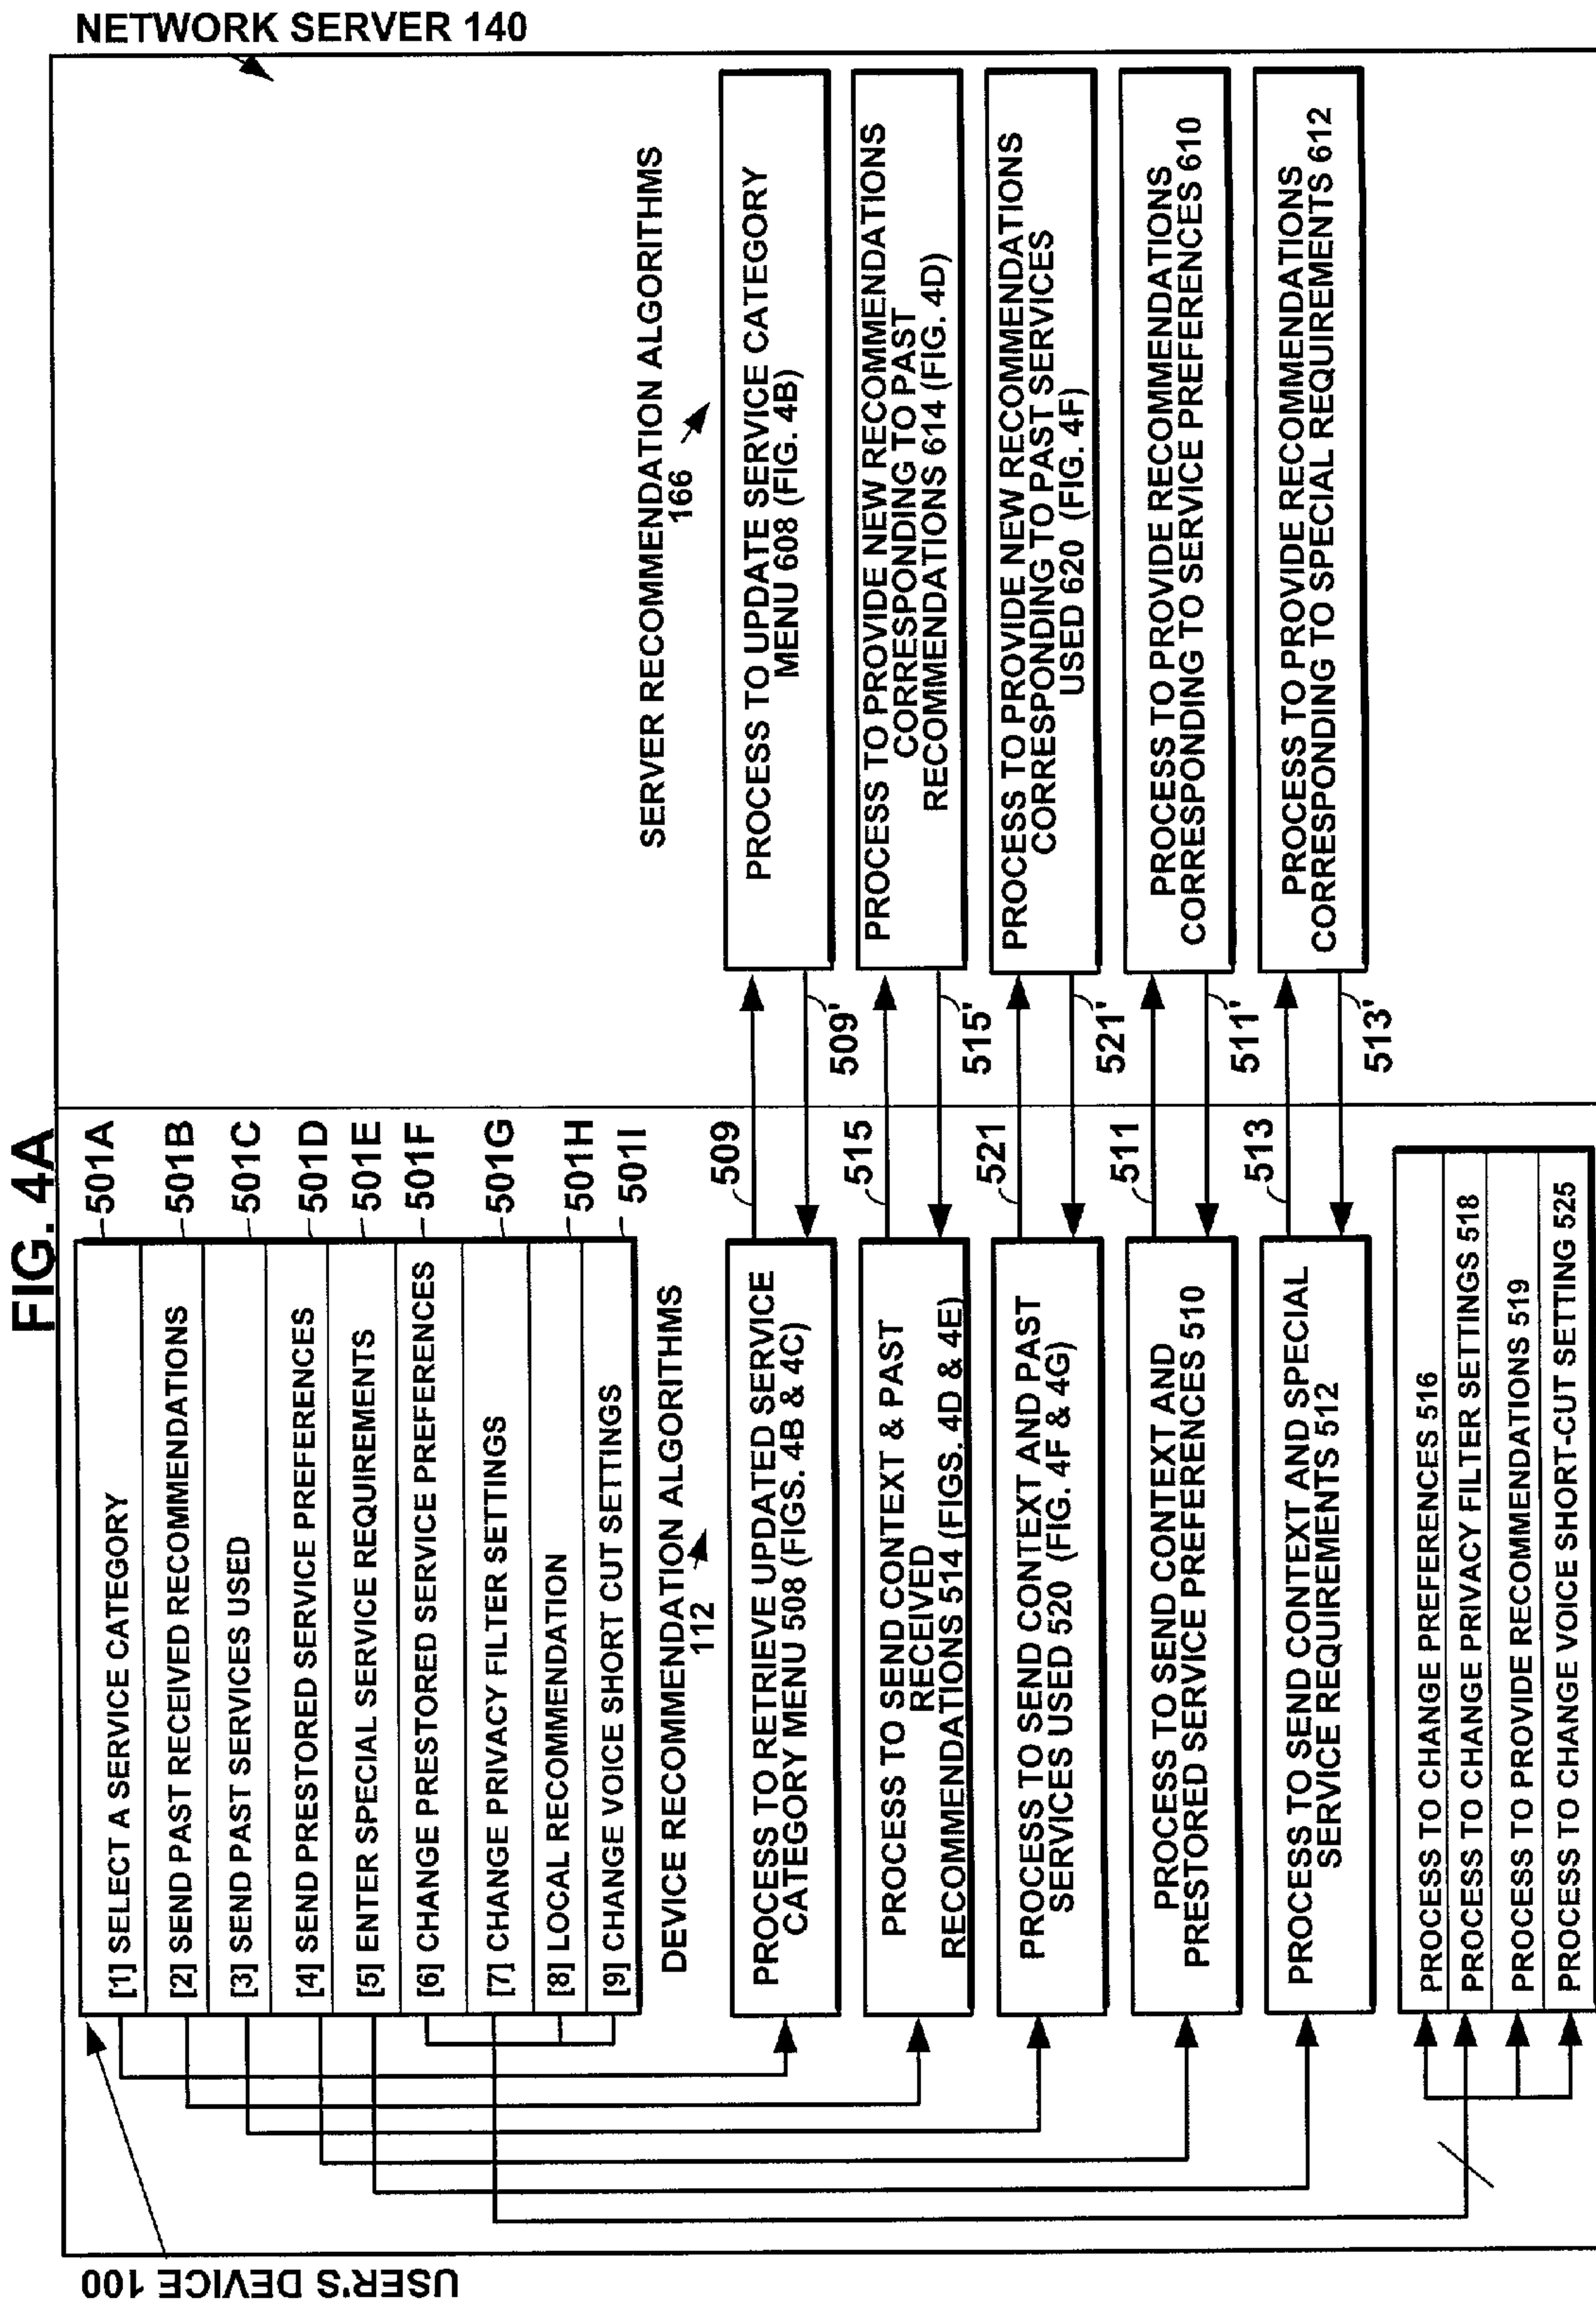 FIG. 4A
USER'S DEVICE 100
NETWORK SERVER 140
[1] SELECT A SERVICE CATEGORY
501A
[2] SEND PAST RECEIVED RECOMMENDATIONS
501B
[3] SEND PAST SERVICES USED
501C
[4] SEND PRESTORED SERVICE PREFERENCES
501D
[5] ENTER SPECIAL SERVICE REQUIREMENTS
501E
[6] CHANGE PRESTORED SERVICE PREFERENCES
501F
[7] CHANGE PRIVACY FILTER SETTINGS
501G
[8] LOCAL RECOMMENDATION
501H
[9] CHANGE VOICE SHORT CUT SETTINGS
501I
DEVICE RECOMMENDATION ALGORITHMS
112
SERVER RECOMMENDATION ALGORITHMS
166
PROCESS TO RETRIEVE UPDATED SERVICE
CATEGORY MENU 508 (FIGS. 4B & 4C)
509
509'
PROCESS TO UPDATE SERVICE CATEGORY
MENU 608 (FIG. 4B)
PROCESS TO SEND CONTEXT & PAST
RECEIVED
RECOMMENDATIONS 514 (FIGS. 4D & 4E)
515
515'
PROCESS TO PROVIDE NEW RECOMMENDATIONS
CORRESPONDING TO PAST
RECOMMENDATIONS 614 (FIG. 4D)
PROCESS TO SEND CONTEXT AND PAST
SERVICES USED 520 (FIG. 4F & 4G)
521
521'
PROCESS TO PROVIDE NEW RECOMMENDATIONS
CORRESPONDING TO PAST SERVICES
USED 620 (FIG. 4F)
PROCESS TO SEND CONTEXT AND
PRESTORED SERVICE PREFERENCES 510
511
511'
PROCESS TO PROVIDE RECOMMENDATIONS
CORRESPONDING TO SERVICE PREFERENCES 610
PROCESS TO SEND CONTEXT AND SPECIAL
SERVICE REQUIREMENTS 512
513
513'
PROCESS TO PROVIDE RECOMMENDATIONS
CORRESPONDING TO SPECIAL REQUIREMENTS 612
PROCESS TO CHANGE PREFERENCES 516
PROCESS TO CHANGE PRIVACY FILTER SETTINGS 518
PROCESS TO PROVIDE RECOMMENDATIONS 519
PROCESS TO CHANGE VOICE SHORT-CUT SETTING 525